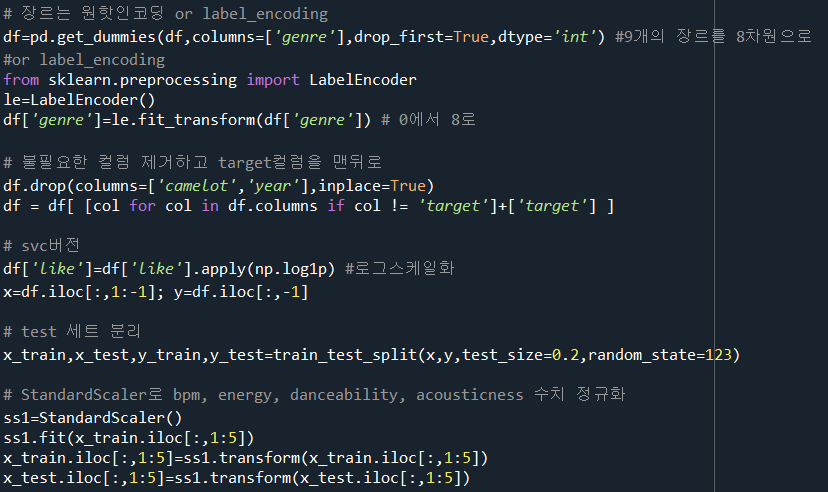 # 장르는 원핫인코딩 or label_encoding
df=pd.get_dummies(df,columns=['genre'],drop_first=True,dtype='int') #9개의 장르를 8차원으로
#or label_encoding
from sklearn.preprocessing import LabelEncoder
le=LabelEncoder()
df['genre']=le.fit_transform(df['genre']) # 0에서 8로
# 불필요한 컬럼 제거하고 target컬럼을 맨뒤로
df.drop(columns=['camelot','year'],inplace=True)
df = df[ [col for col in df.columns if col != 'target']+['target'] ]
# svc버전
df['like']=df['like'].apply(np.log1p) #로그스케일화
x=df.iloc[:,1:-1]; y=df.iloc[:,-1]
# test 세트 분리
x_train,x_test,y_train,y_test=train_test_split(x,y,test_size=0.2,random_state=123)
# StandardScaler로 bpm, energy, danceability, acousticness 수치 정규화
ss1=StandardScaler()
ss1.fit(x_train.iloc[:,1:5])
x_train.iloc[:,1:5]=ss1.transform(x_train.iloc[:,1:5])
x_test.iloc[:,1:5]=ss1.transform(x_test.iloc[:,1:5])